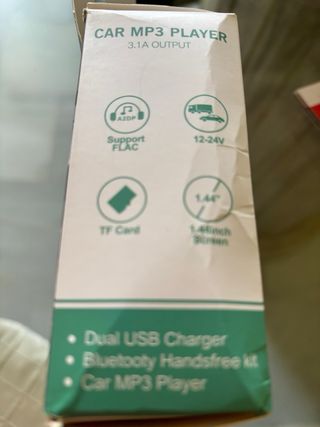 CAR MP3 PLAYER
3.1A OUTPUT
A2DP
Support
FLAC
12-24V
TF Card
1.44"
1.44inch
Screen
• Dual USB Charger
• Bluetooty Handsfree kit
• Car MP3 Player